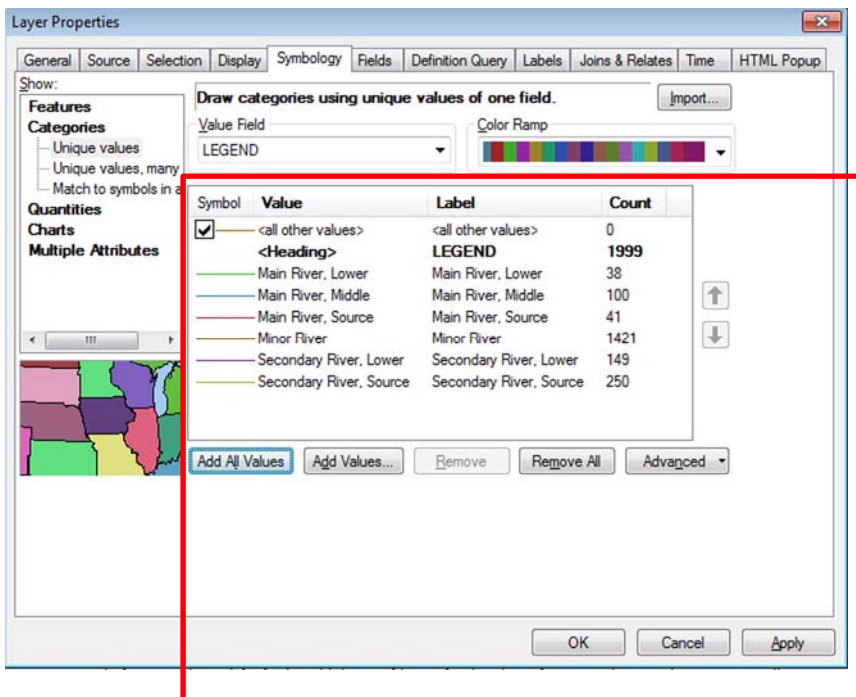 Layer Properties
General Source Selection Display Symbology Fields Definition Query Labels Joins & Relates Time HTML Popup
Show:
Features
Categories
Unique values
Unique values, many
Match to symbols in a
Quantities
Charts
Multiple Attributes
Draw categories using unique values of one field.
Import...
Value Field
Color Ramp
LEGEND
Symbol Value Label Count
<all other values> <all other values> 0
<Heading> LEGEND 1999
Main River, Lower Main River, Lower 38
Main River, Middle Main River, Middle 100
Main River, Source Main River, Source 41
Minor River Minor River 1421
Secondary River, Lower Secondary River, Lower 149
Secondary River, Source Secondary River, Source 250
Add All Values Add Values... Remove Remove All Advanced
OK Cancel Apply